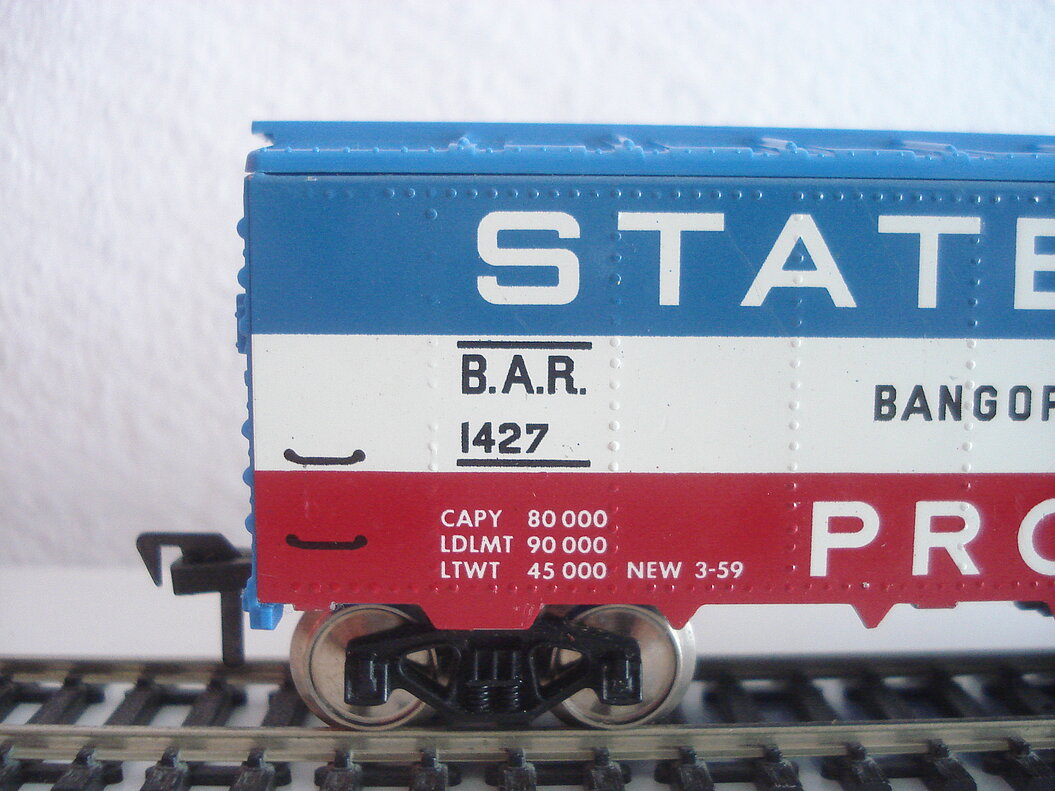 STATE
B.A.R.
1427
BANGOR
CAPY 80 000
LDLMT 90 000
LTWT 45 000 NEW 3-59
PRO